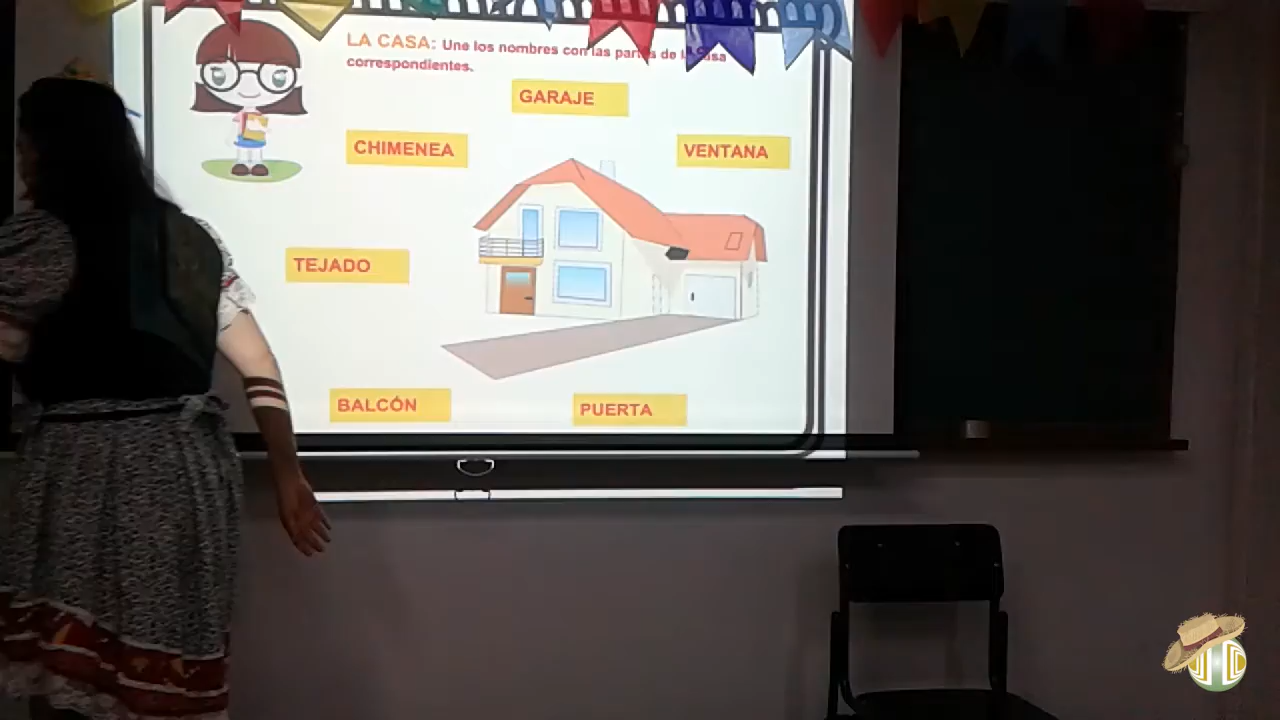 LA CASA: Une los nombres con las partes de la casa
correspondientes.
GARAJE
CHIMENEA
VENTANA
TEJADO
BALCÓN
PUERTA